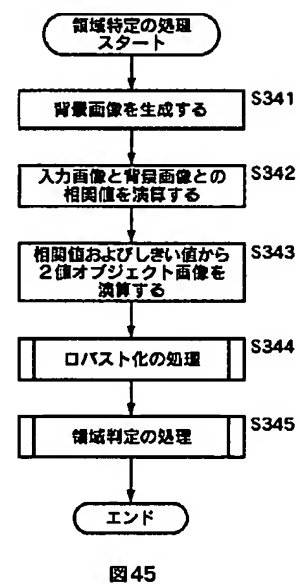 領域特定の処理
スタート
背景画像を生成する
S341
入力画像と背景画像との
相関値を演算する
S342
相関値およびしきい値から
2値オブジェクト画像を
演算する
S343
ロバスト化の処理
S344
領域判定の処理
S345
エンド
図45